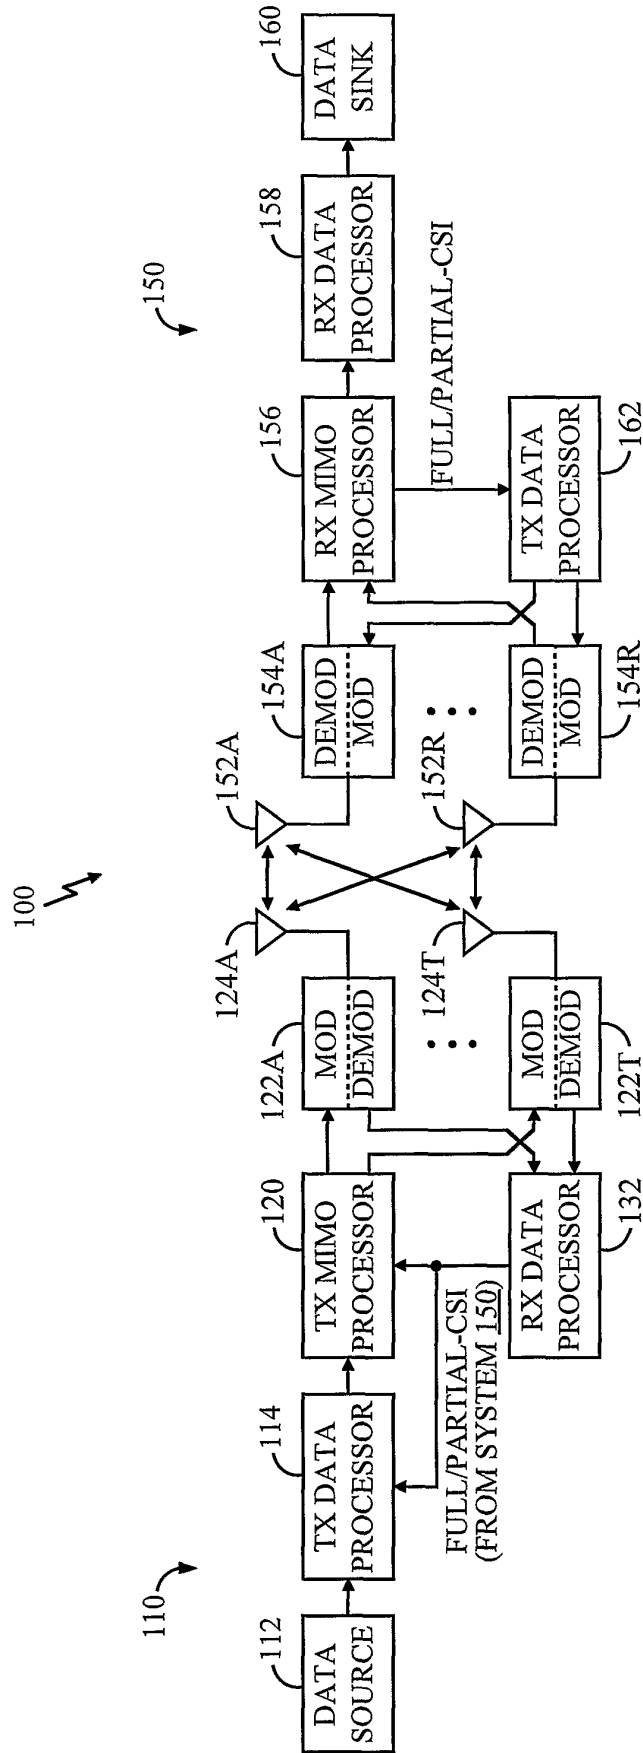 100
110
112
DATA
SOURCE
114
TX DATA
PROCESSOR
120
TX MIMO
PROCESSOR
122A
MOD
DEMOD
124A
FULL/PARTIAL-CSI
(FROM SYSTEM 150)
RX DATA
PROCESSOR
132
MOD
DEMOD
122T
124T
150
152A
154A
DEMOD
MOD
156
RX MIMO
PROCESSOR
158
RX DATA
PROCESSOR
160
DATA
SINK
152R
DEMOD
MOD
154R
FULL/PARTIAL-CSI
TX DATA
PROCESSOR
162